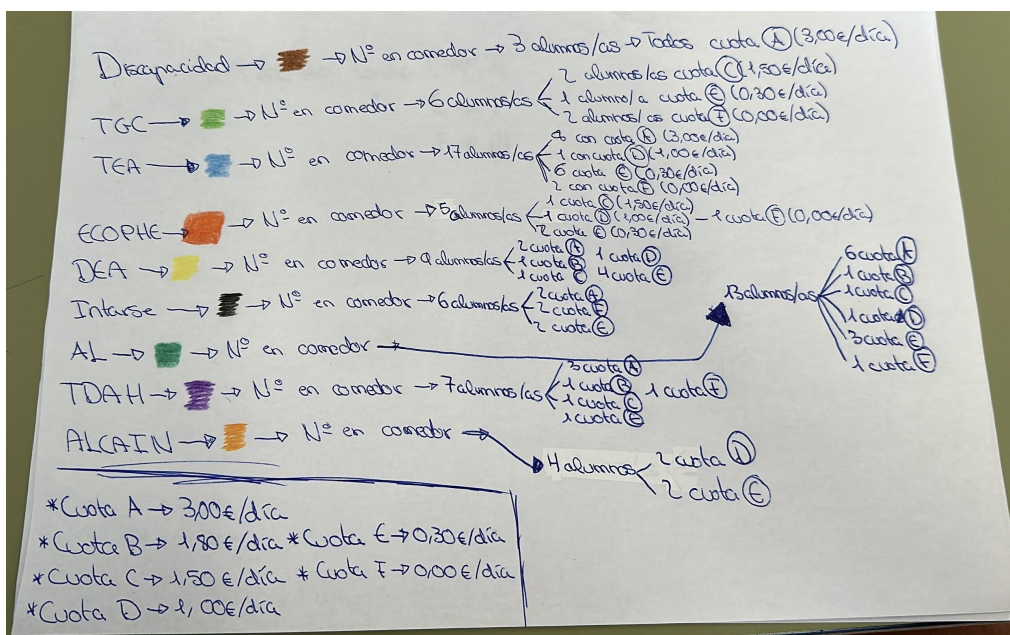 Discapacidad → → Nº en comedor → 3 alumnos/as → Todos cuota A (3,00€/día)
TGC → → Nº en comedor → 6 alumnos/as
2 alumnos/as cuota C (1,50€/día)
1 alumno/a cuota E (0,30€/día)
2 alumnos/as cuota F (0,00€/día)
TEA → → Nº en comedor → 17 alumnos/as
8 con cuota A (3,00€/día)
1 con cuota D (1,00€/día)
6 cuota E (0,30€/día)
2 con cuota F (0,00€/día)
ECOPHE → → Nº en comedor → 5 alumnos/as
1 cuota C (1,50€/día)
1 cuota D (1,00€/día) - 1 cuota F (0,00€/día)
2 cuota E (0,30€/día)
DEA → → Nº en comedor → 9 alumnos/as
2 cuota A 1 cuota D
1 cuota B 4 cuota E
1 cuota C
Intarse → → Nº en comedor → 6 alumnos/as
2 cuota A
2 cuota F
2 cuota E
AL → → Nº en comedor → 13 alumnos/as
6 cuota A
1 cuota B
1 cuota C
1 cuota D
3 cuota E
1 cuota F
TDAH → → Nº en comedor → 7 alumnos/as
3 cuota A
1 cuota B 1 cuota F
1 cuota C
1 cuota E
ALCAIN → → Nº en comedor → 4 alumnos
2 cuota D
2 cuota E
*Cuota A → 3,00€/día
*Cuota B → 1,80€/día *Cuota E → 0,30€/día
*Cuota C → 1,50€/día *Cuota F → 0,00€/día
*Cuota D → 1,00€/día